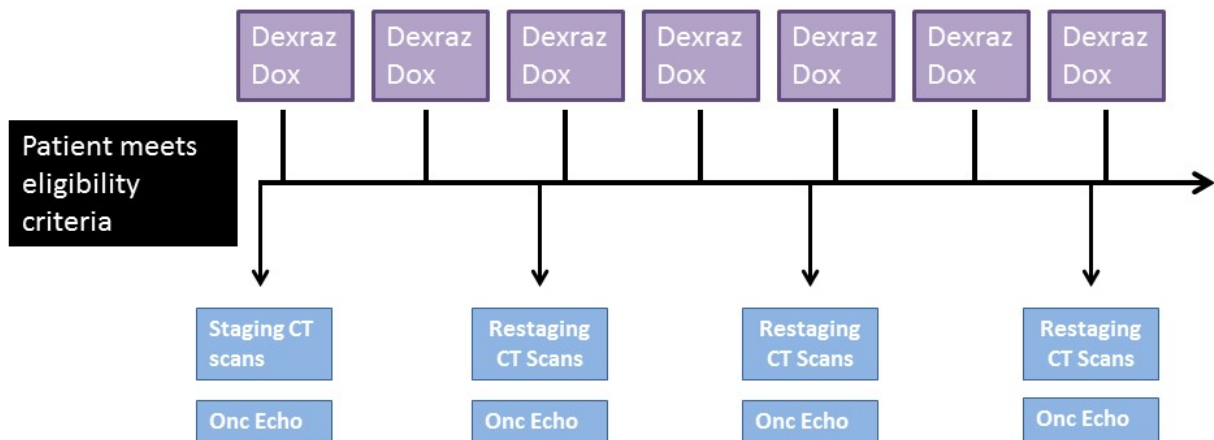 Dexraz
Dox
Dexraz
Dox
Dexraz
Dox
Dexraz
Dox
Dexraz
Dox
Dexraz
Dox
Dexraz
Dox
Patient meets
eligibility
criteria
Staging CT
scans
Restaging
CT Scans
Restaging
CT Scans
Restaging
CT Scans
Onc Echo
Onc Echo
Onc Echo
Onc Echo